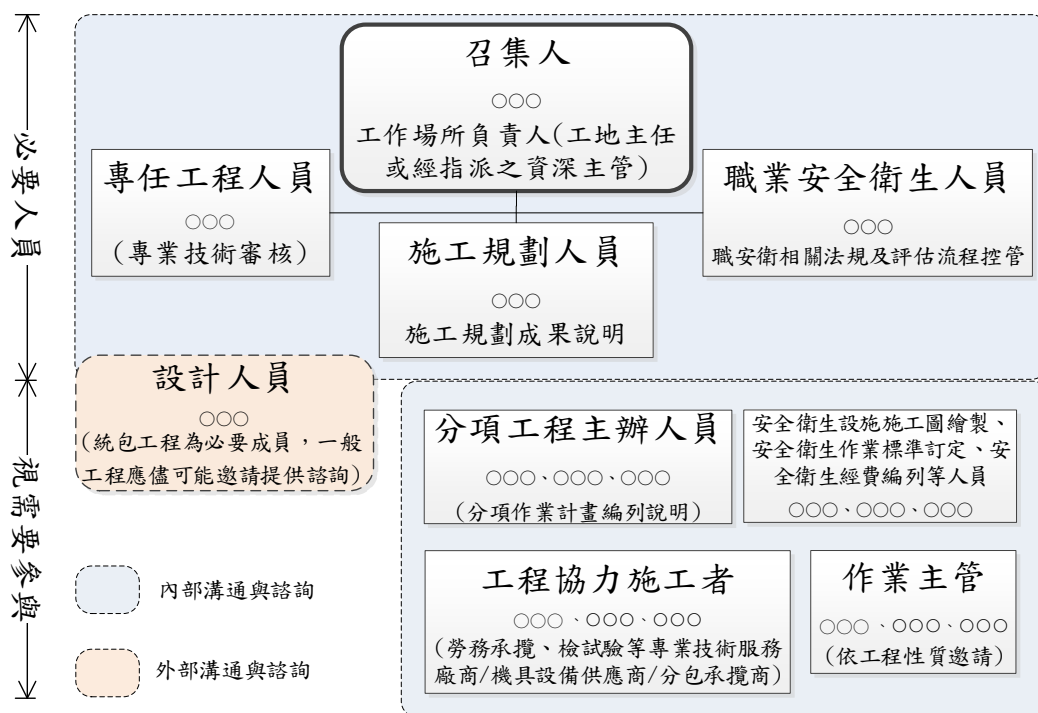 必要人員
召集人
○○○
工作場所負責人(工地主任
或經指派之資深主管)
專任工程人員
○○○
(專業技術審核)
施工規劃人員
○○○
施工規劃成果說明
職業安全衛生人員
○○○
職安衛相關法規及評估流程控管
視需要參與
設計人員
○○○
(統包工程為必要成員，一般
工程應儘可能邀請提供諮詢)
分項工程主辦人員
○○○、○○○、○○○
(分項作業計畫編列說明)
安全衛生設施施工圖繪製、
安全衛生作業標準訂定、安
全衛生經費編列等人員
○○○、○○○、○○○
工程協力施工者
○○○、○○○、○○○
(勞務承攬、檢試驗等專業技術服務
廠商/機具設備供應商/分包承攬商)
作業主管
○○○、○○○、○○○
(依工程性質邀請)
內部溝通與諮詢
外部溝通與諮詢